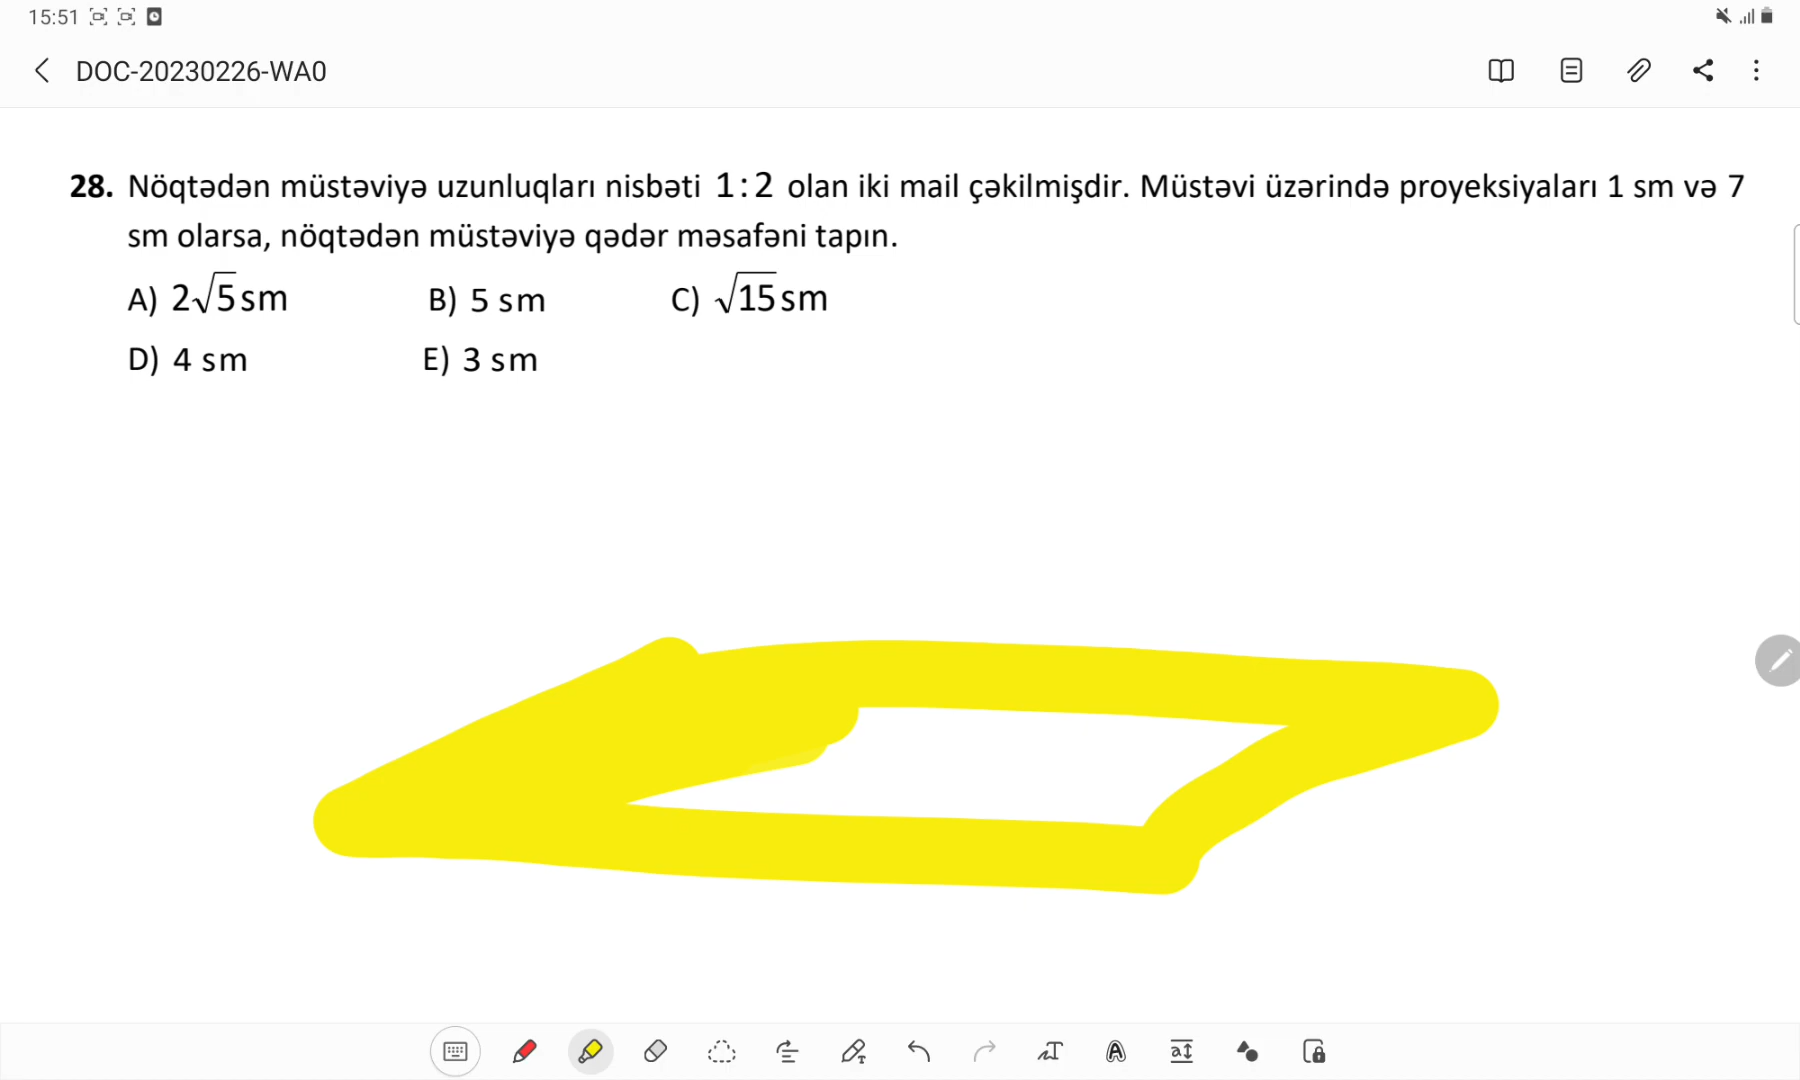 15:51
DOC-20230226-WA0
28. Nöqtədən müstəviyə uzunluqları nisbəti 1:2 olan iki mail çəkilmişdir. Müstəvi üzərində proyeksiyaları 1 sm və 7
sm olarsa, nöqtədən müstəviyə qədər məsafəni tapın.
A) 2√5 sm B) 5 sm C) √15 sm
D) 4 sm E) 3 sm